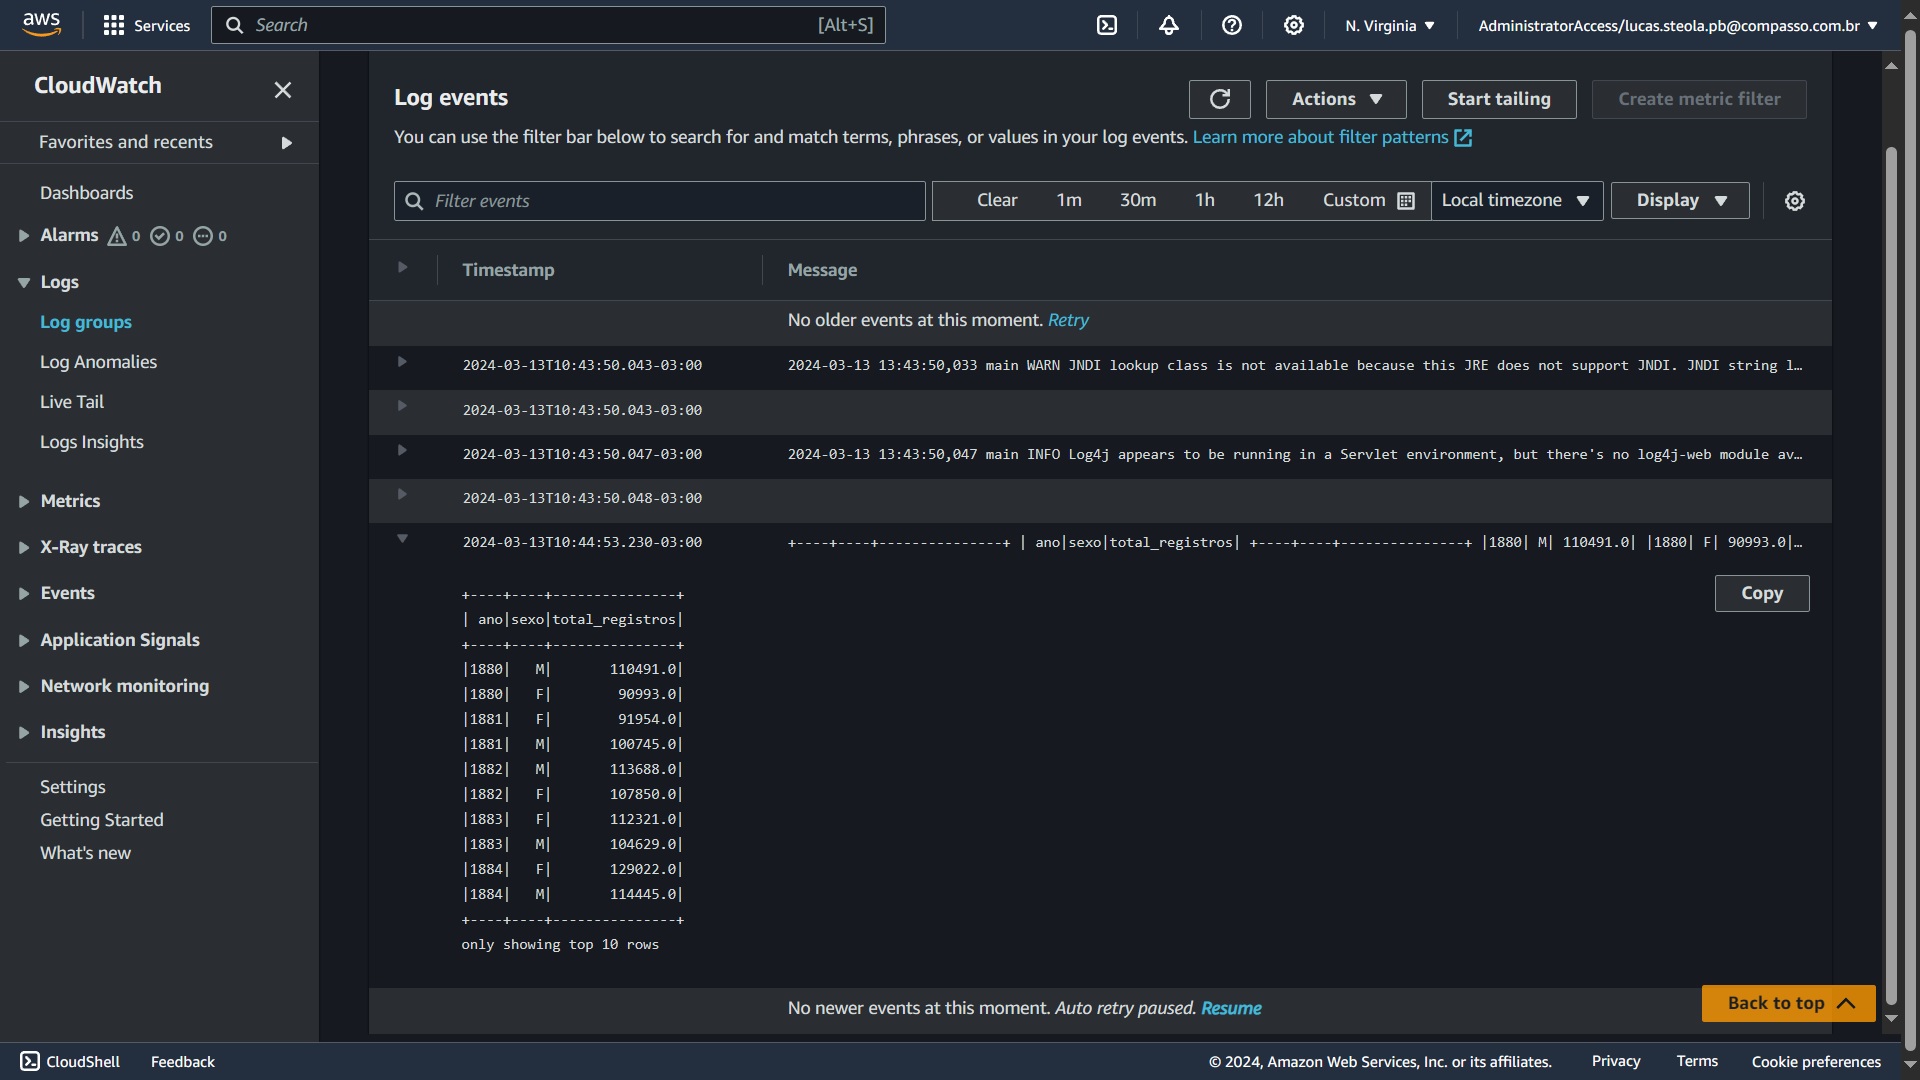 aws
Services
Search [Alt+S]
N. Virginia
AdministratorAccess/lucas.steola.pb@compasso.com.br
CloudWatch
Favorites and recents
Dashboards
Alarms 0 0 0
Logs
Log groups
Log Anomalies
Live Tail
Logs Insights
Metrics
X-Ray traces
Events
Application Signals
Network monitoring
Insights
Settings
Getting Started
What's new
Log events
Actions
Start tailing
Create metric filter
You can use the filter bar below to search for and match terms, phrases, or values in your log events. Learn more about filter patterns
Filter events
Clear 1m 30m 1h 12h Custom
Local timezone
Display
Timestamp Message
No older events at this moment. Retry
2024-03-13T10:43:50.043-03:00 2024-03-13 13:43:50,033 main WARN JNDI lookup class is not available because this JRE does not support JNDI. JNDI string l…
2024-03-13T10:43:50.043-03:00
2024-03-13T10:43:50.047-03:00 2024-03-13 13:43:50,047 main INFO Log4j appears to be running in a Servlet environment, but there's no log4j-web module av…
2024-03-13T10:43:50.048-03:00
2024-03-13T10:44:53.230-03:00 +----+----+---------------+ | ano|sexo|total_registros| +----+----+---------------+ |1880| M| 110491.0| |1880| F| 90993.0|…
Copy
+----+----+---------------+
| ano|sexo|total_registros|
+----+----+---------------+
|1880|   M|       110491.0|
|1880|   F|        90993.0|
|1881|   F|        91954.0|
|1881|   M|       100745.0|
|1882|   M|       113688.0|
|1882|   F|       107850.0|
|1883|   F|       112321.0|
|1883|   M|       104629.0|
|1884|   F|       129022.0|
|1884|   M|       114445.0|
+----+----+---------------+
only showing top 10 rows
No newer events at this moment. Auto retry paused. Resume
Back to top
CloudShell
Feedback
© 2024, Amazon Web Services, Inc. or its affiliates.
Privacy
Terms
Cookie preferences